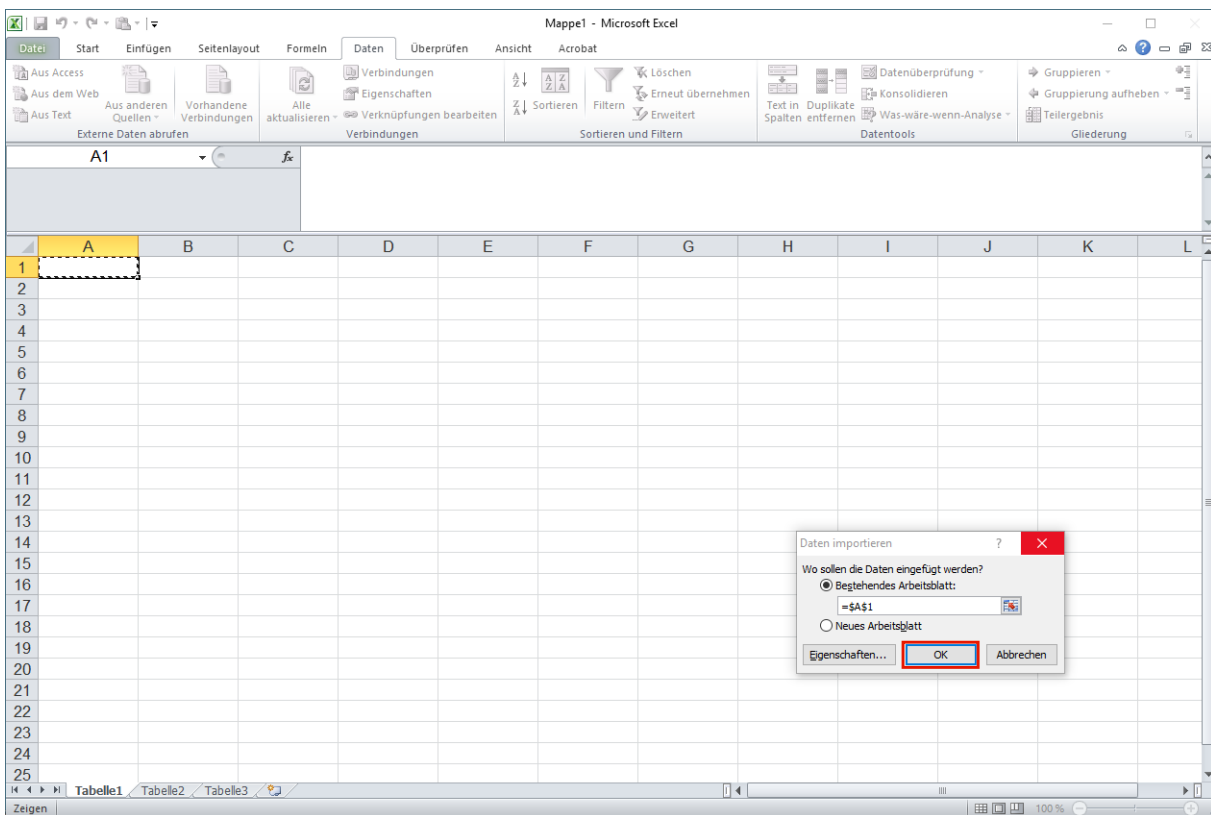 Mappe1 - Microsoft Excel
Datei Start Einfügen Seitenlayout Formeln Daten Überprüfen Ansicht Acrobat
Aus Access
Aus dem Web
Aus Text
Aus anderen Quellen
Vorhandene Verbindungen
Externe Daten abrufen
Alle aktualisieren
Verbindungen
Eigenschaften
Verknüpfungen bearbeiten
Verbindungen
Sortieren
Filtern
Löschen
Erneut übernehmen
Erweitert
Sortieren und Filtern
Text in Spalten
Duplikate entfernen
Datenüberprüfung
Konsolidieren
Was-wäre-wenn-Analyse
Datentools
Gruppieren
Gruppierung aufheben
Teilergebnis
Gliederung
A1 fx
A B C D E F G H I J K L
1
2
3
4
5
6
7
8
9
10
11
12
13
14
15
16
17
18
19
20
21
22
23
24
25
Daten importieren ?
Wo sollen die Daten eingefügt werden?
Bestehendes Arbeitsblatt:
=$A$1
Neues Arbeitsblatt
Eigenschaften... OK Abbrechen
Tabelle1 Tabelle2 Tabelle3
Zeigen 100 %